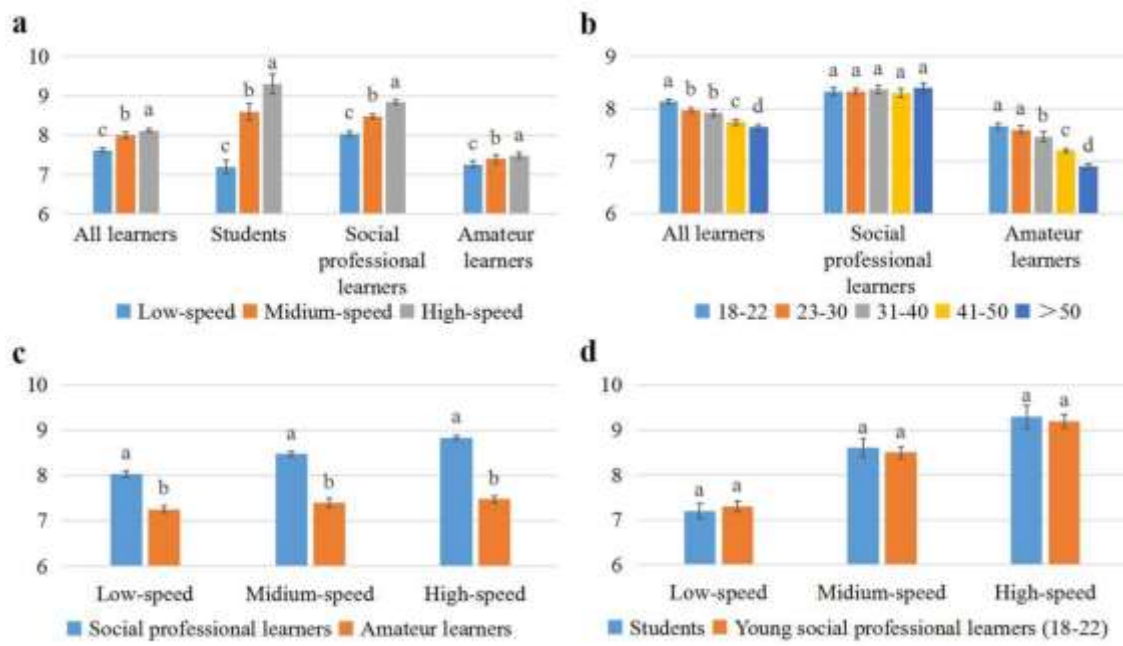 a
10
9
8
7
6
c b a
c b a
c b a
c b a
All learners Students Social professional learners Amateur learners
Low-speed Midium-speed High-speed
b
9
8
7
6
a b b c d
a a a a a
a a b c d
All learners Social professional learners Amateur learners
18-22 23-30 31-40 41-50 >50
c
10
9
8
7
6
a b
a b
a b
Low-speed Midium-speed High-speed
Social professional learners Amateur learners
d
10
9
8
7
6
a a
a a
a a
Low-speed Midium-speed High-speed
Students Young social professional learners (18-22)